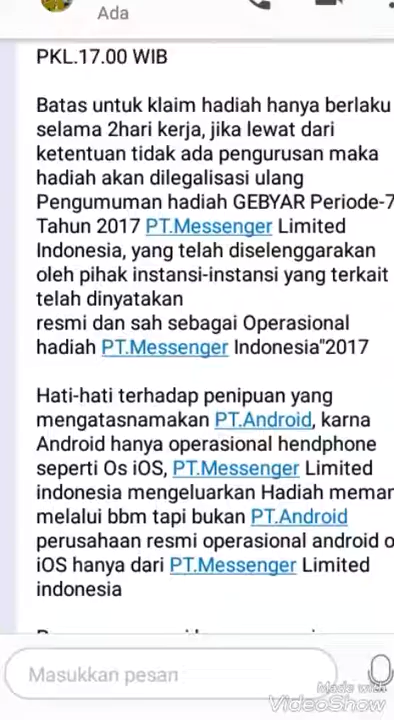 Ada
PKL.17.00 WIB
Batas untuk klaim hadiah hanya berlaku
selama 2hari kerja, jika lewat dari
ketentuan tidak ada pengurusan maka
hadiah akan dilegalisasi ulang
Pengumuman hadiah GEBYAR Periode-7
Tahun 2017 PT.Messenger Limited
Indonesia, yang telah diselenggarakan
oleh pihak instansi-instansi yang terkait
telah dinyatakan
resmi dan sah sebagai Operasional
hadiah PT.Messenger Indonesia"2017
Hati-hati terhadap penipuan yang
mengatasnamakan PT.Android, karna
Android hanya operasional hendphone
seperti Os iOS, PT.Messenger Limited
indonesia mengeluarkan Hadiah meman
melalui bbm tapi bukan PT.Android
perusahaan resmi operasional android o
iOS hanya dari PT.Messenger Limited
indonesia
Masukkan pesan
Made with
VideoShow